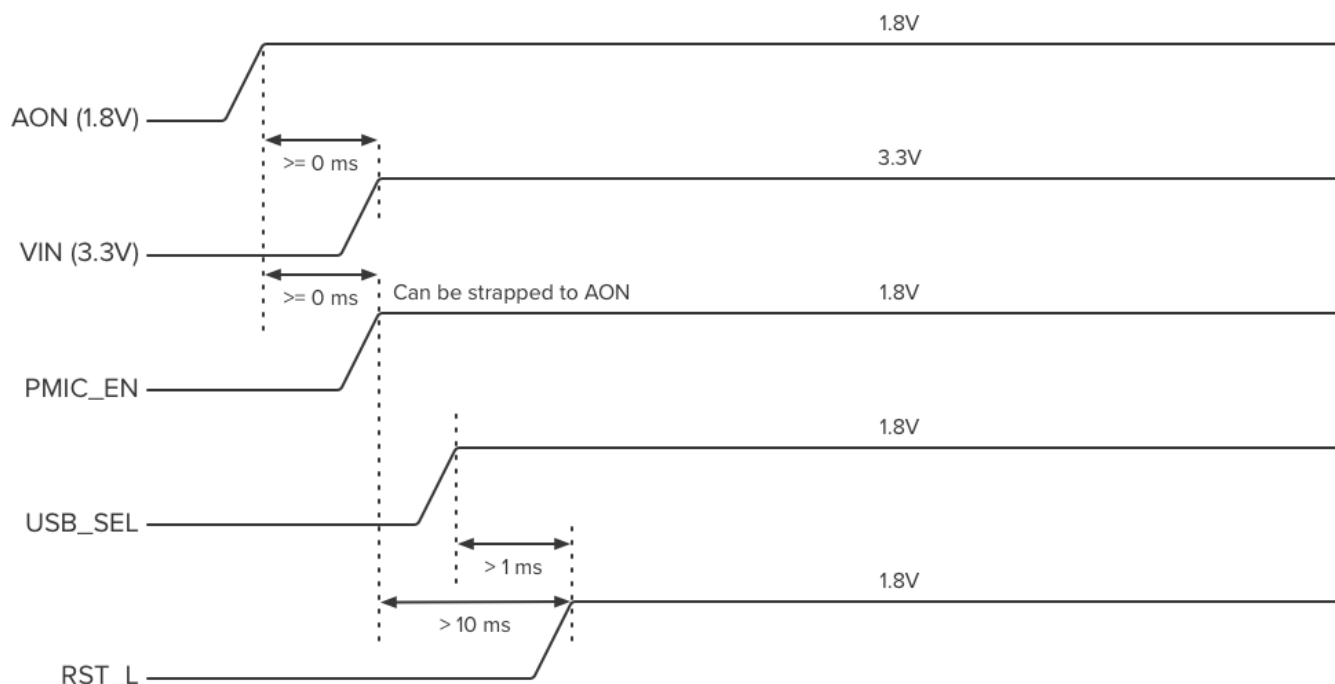 1.8V
AON (1.8V)
>= 0 ms
3.3V
VIN (3.3V)
>= 0 ms
Can be strapped to AON
1.8V
PMIC_EN
1.8V
USB_SEL
> 1 ms
1.8V
> 10 ms
RST_L